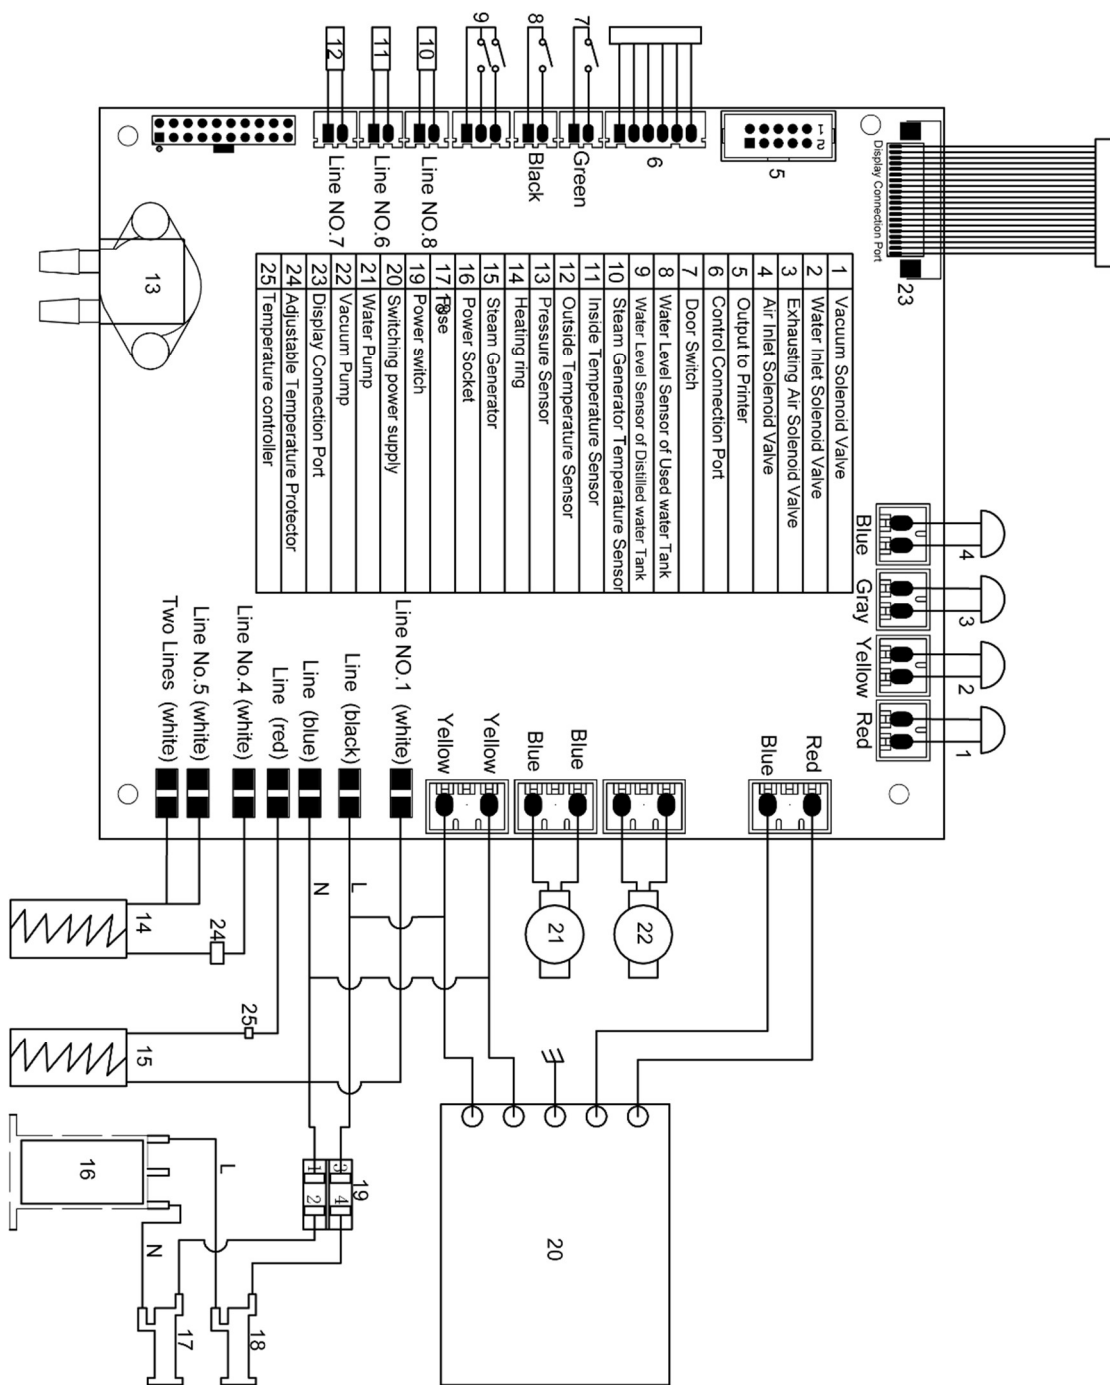 12
11
10
9
8
7
Line NO.7
Line NO.6
Line NO.8
Black
Green
6
1 2
5
Display Connection Port
23
13
1 Vacuum Solenoid Valve
2 Water Inlet Solenoid Valve
3 Exhausting Air Solenoid Valve
4 Air Inlet Solenoid Valve
5 Output to Printer
6 Control Connection Port
7 Door Switch
8 Water Level Sensor of Used water Tank
9 Water Level Sensor of Distilled water Tank
10 Steam Generator Temperature Sensor
11 Inside Temperature Sensor
12 Outside Temperature Sensor
13 Pressure Sensor
14 Heating ring
15 Steam Generator
16 Power Socket
17,18
19 Power switch
20 Switching power supply
21 Water Pump
22 Vacuum Pump
23 Display Connection Port
24 Adjustable Temperature Protector
25 Temperature controller
Blue
4
Gray
3
Yellow
2
Red
1
Two Lines (white)
Line No.5 (white)
Line No.4 (white)
Line (red)
Line (blue)
Line (black)
Line NO.1 (white)
Yellow
Yellow
Blue
Blue
Blue
Red
N
L
14
24
21
22
25
15
16
L
N
1
3
2
4
19
17
18
20